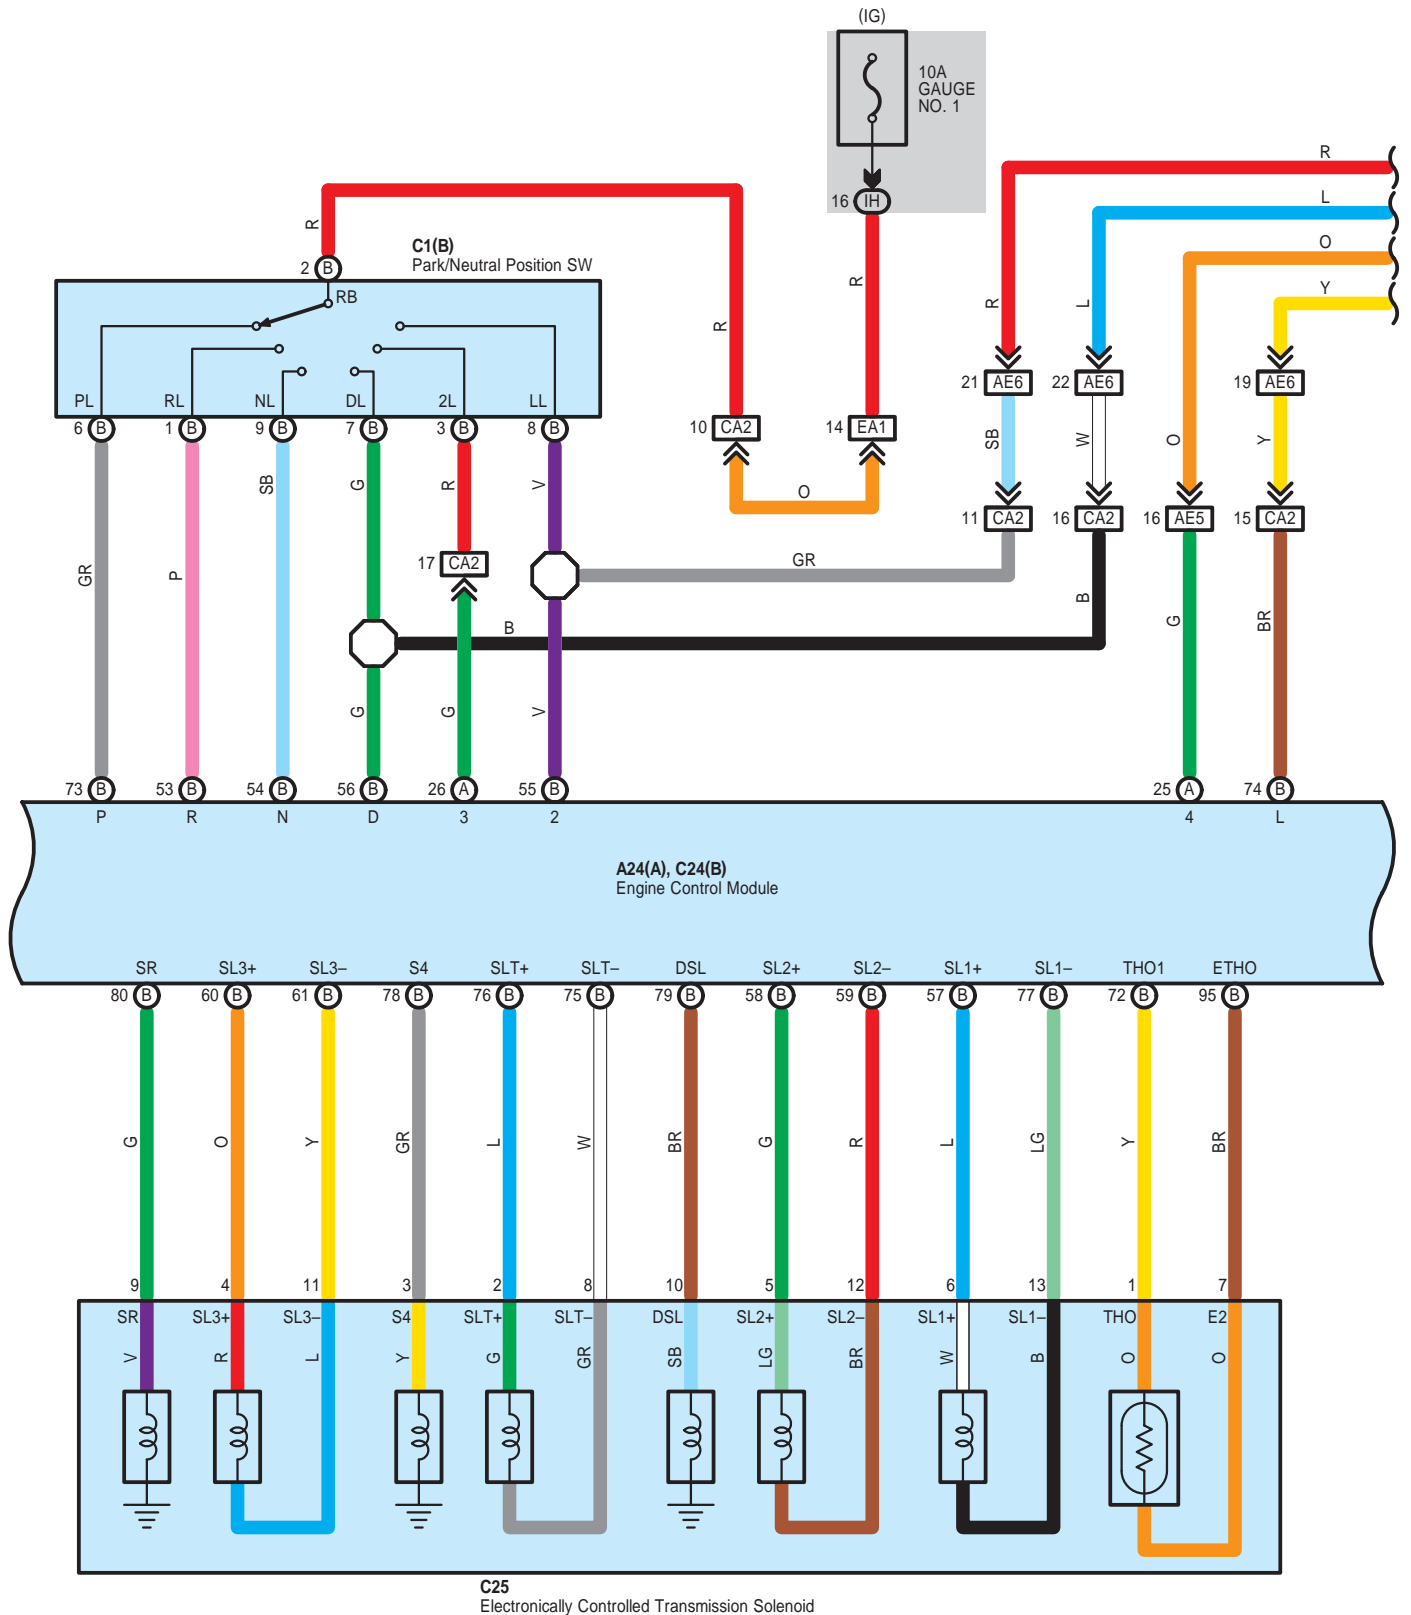 (IG)
10A
GAUGE
NO. 1
16 IH
R
L
O
Y
R
C1(B)
Park/Neutral Position SW
2 B
RB
R
R
R
L
21 AE6
22 AE6
19 AE6
PL RL NL DL 2L LL
6 B 1 B 9 B 7 B 3 B 8 B
10 CA2
14 EA1
SB
G
R
V
SB
W
O
Y
O
11 CA2
16 CA2
16 AE5
15 CA2
17 CA2
GR
GR
P
B
B
G
BR
G
G
V
73 B 53 B 54 B 56 B 26 A 55 B 25 A 74 B
P R N D 3 2 4 L
A24(A), C24(B)
Engine Control Module
SR SL3+ SL3– S4 SLT+ SLT– DSL SL2+ SL2– SL1+ SL1– THO1 ETHO
80 B 60 B 61 B 78 B 76 B 75 B 79 B 58 B 59 B 57 B 77 B 72 B 95 B
G O Y GR L W BR G R L LG Y BR
9 4 11 3 2 8 10 5 12 6 13 1 7
SR SL3+ SL3– S4 SLT+ SLT– DSL SL2+ SL2– SL1+ SL1– THO E2
V R L Y G GR SB LG BR W B O O
C25
Electronically Controlled Transmission Solenoid